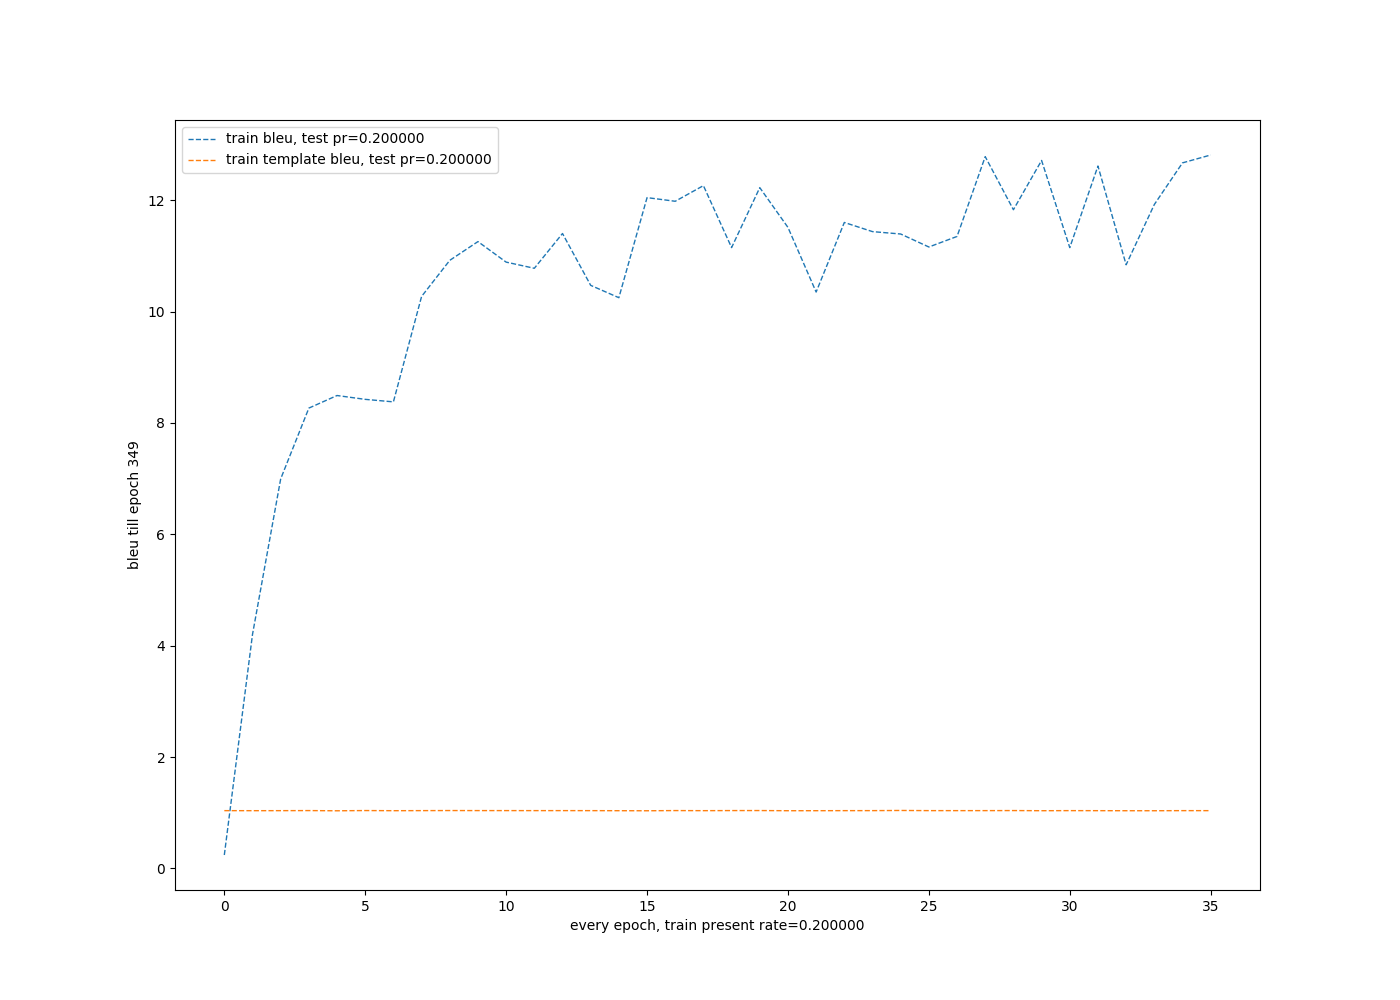 train bleu, test pr=0.200000
train template bleu, test pr=0.200000
12
10
8
6
4
2
0
bleu till epoch 349
0 5 10 15 20 25 30 35
every epoch, train present rate=0.200000